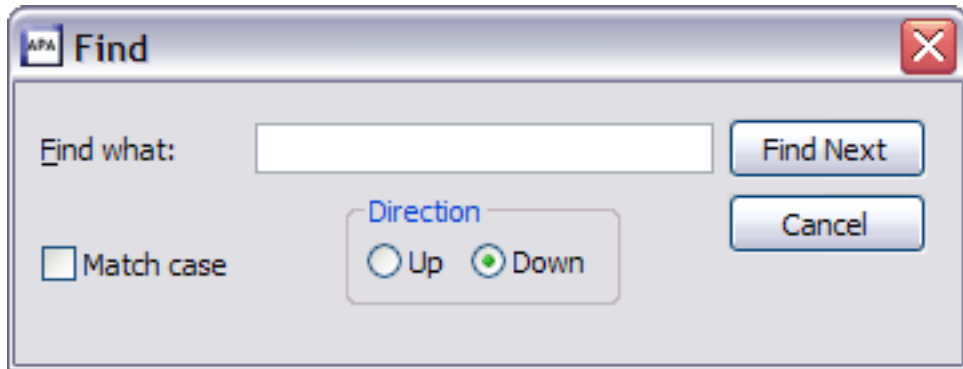 APA Find
Find what: Find Next
Direction
Cancel
Match case Up Down